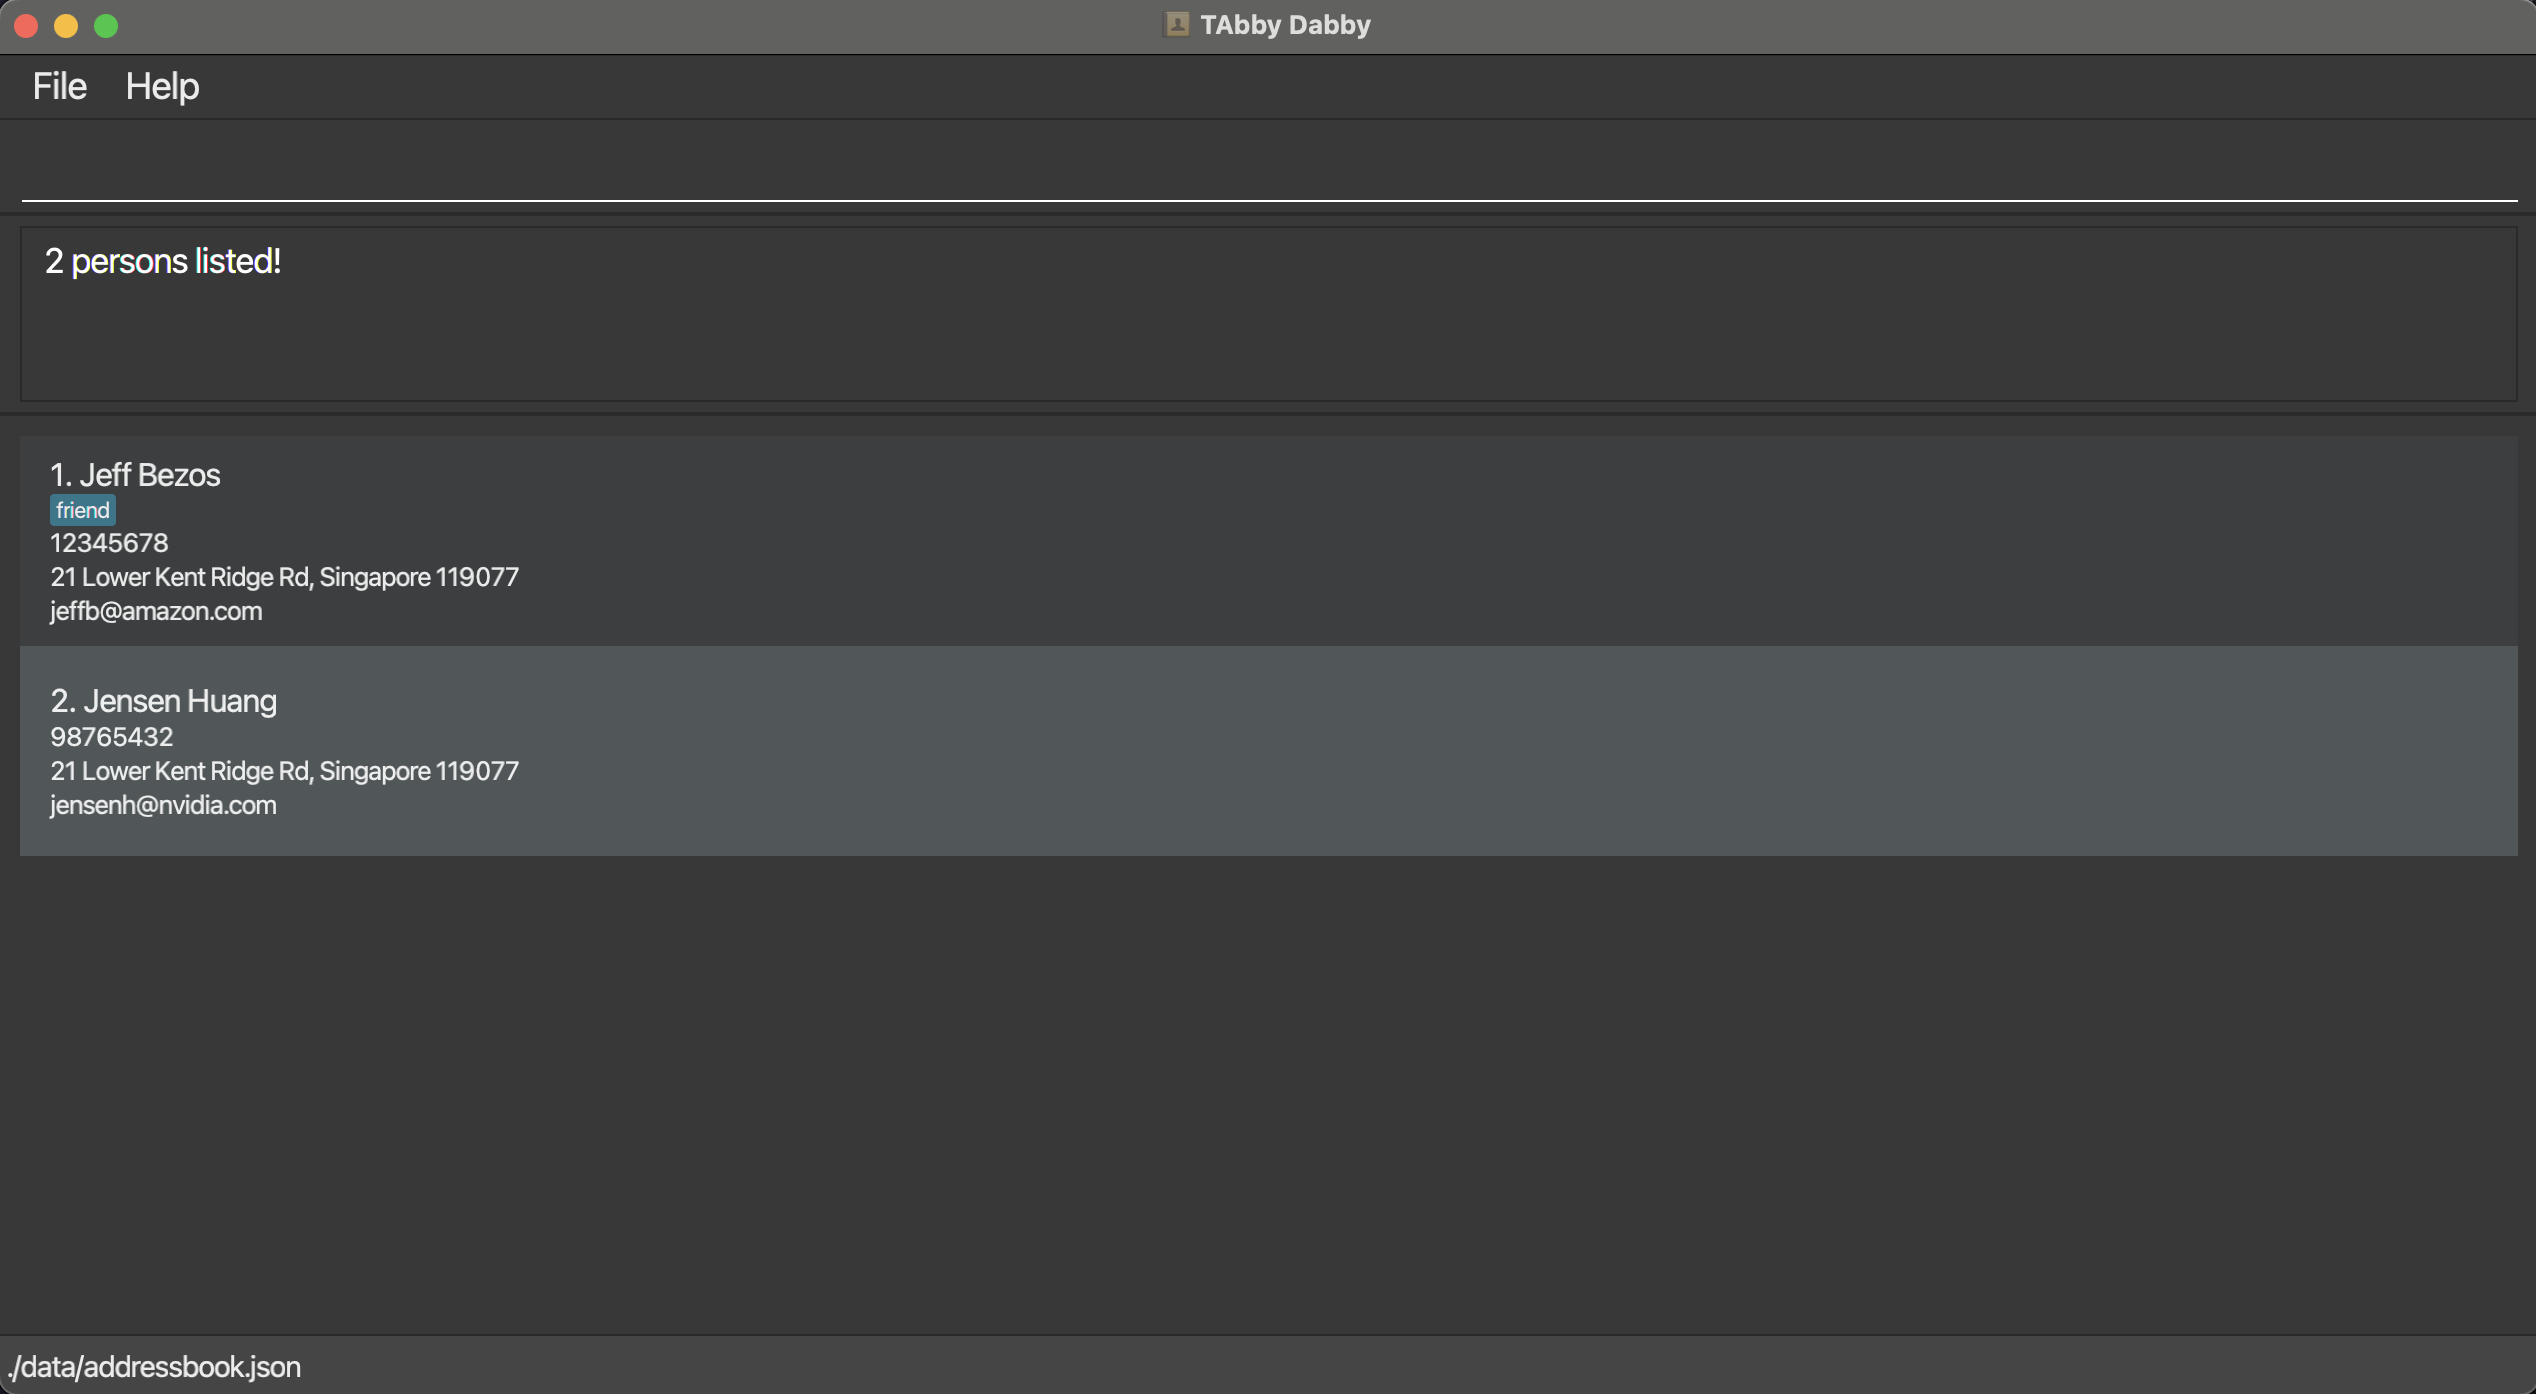 TAbby Dabby
File Help
2 persons listed!
1. Jeff Bezos
friend
12345678
21 Lower Kent Ridge Rd, Singapore 119077
jeffb@amazon.com
2. Jensen Huang
98765432
21 Lower Kent Ridge Rd, Singapore 119077
jensenh@nvidia.com
./data/addressbook.json